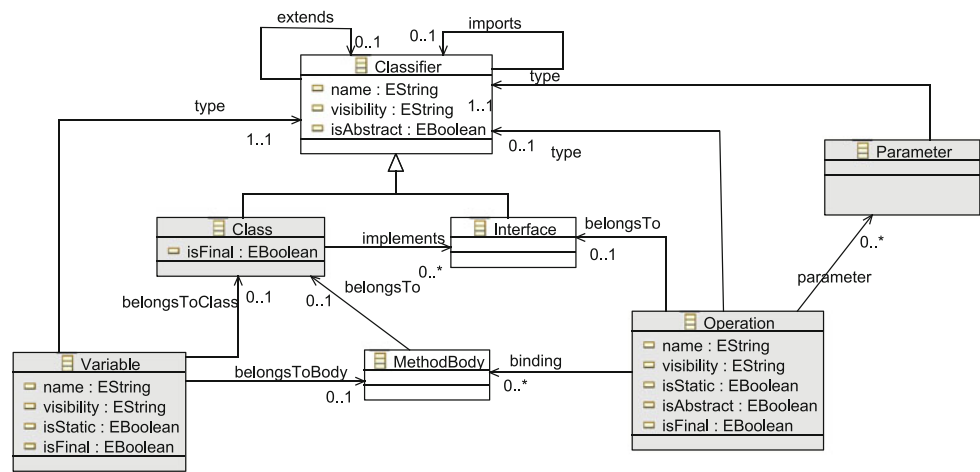 extends
imports
0..1
0..1
Classifier
name : EString
visibility : EString
isAbstract : EBoolean
type
1..1
type
1..1
0..1
type
Parameter
Class
isFinal : EBoolean
implements
0..*
Interface
belongsTo
0..1
0..*
parameter
belongsToClass
0..1
0..1
belongsTo
Variable
name : EString
visibility : EString
isStatic : EBoolean
isFinal : EBoolean
belongsToBody
0..1
MethodBody
binding
0..*
Operation
name : EString
visibility : EString
isStatic : EBoolean
isAbstract : EBoolean
isFinal : EBoolean